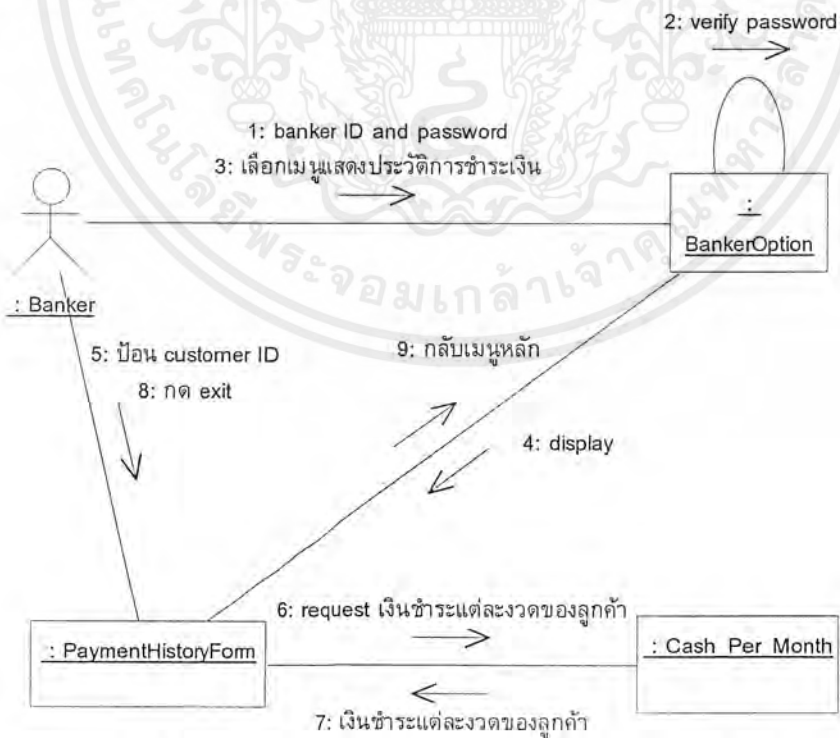 2: verify password
1: banker ID and password
3: เลือกเมนูแสดงประวัติการชำระเงิน
:
BankerOption
: Banker
5: ป้อน customer ID
8: กด exit
9: กลับเมนูหลัก
4: display
6: request เงินชำระแต่ละงวดของลูกค้า
: PaymentHistoryForm
: Cash Per Month
7: เงินชำระแต่ละงวดของลูกค้า